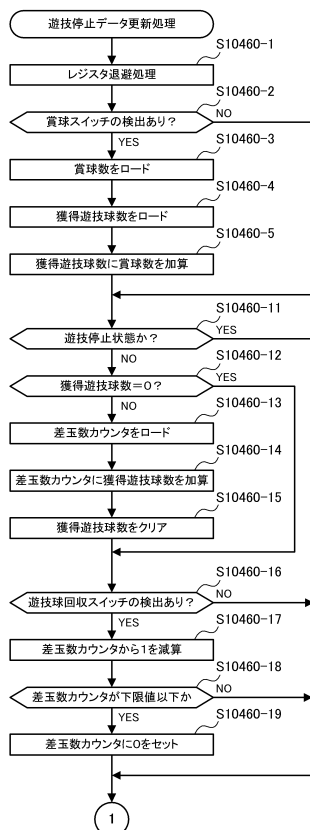 遊技停止データ更新処理
S10460-1
レジスタ退避処理
S10460-2
賞球スイッチの検出あり?
NO
YES
S10460-3
賞球数をロード
S10460-4
獲得遊技球数をロード
S10460-5
獲得遊技球数に賞球数を加算
S10460-11
遊技停止状態か?
YES
NO
S10460-12
獲得遊技球数=0?
YES
NO
S10460-13
差玉数カウンタをロード
S10460-14
差玉数カウンタに獲得遊技球数を加算
S10460-15
獲得遊技球数をクリア
S10460-16
遊技球回収スイッチの検出あり?
NO
YES
S10460-17
差玉数カウンタから1を減算
S10460-18
差玉数カウンタが下限値以下か
NO
YES
S10460-19
差玉数カウンタに0をセット
1